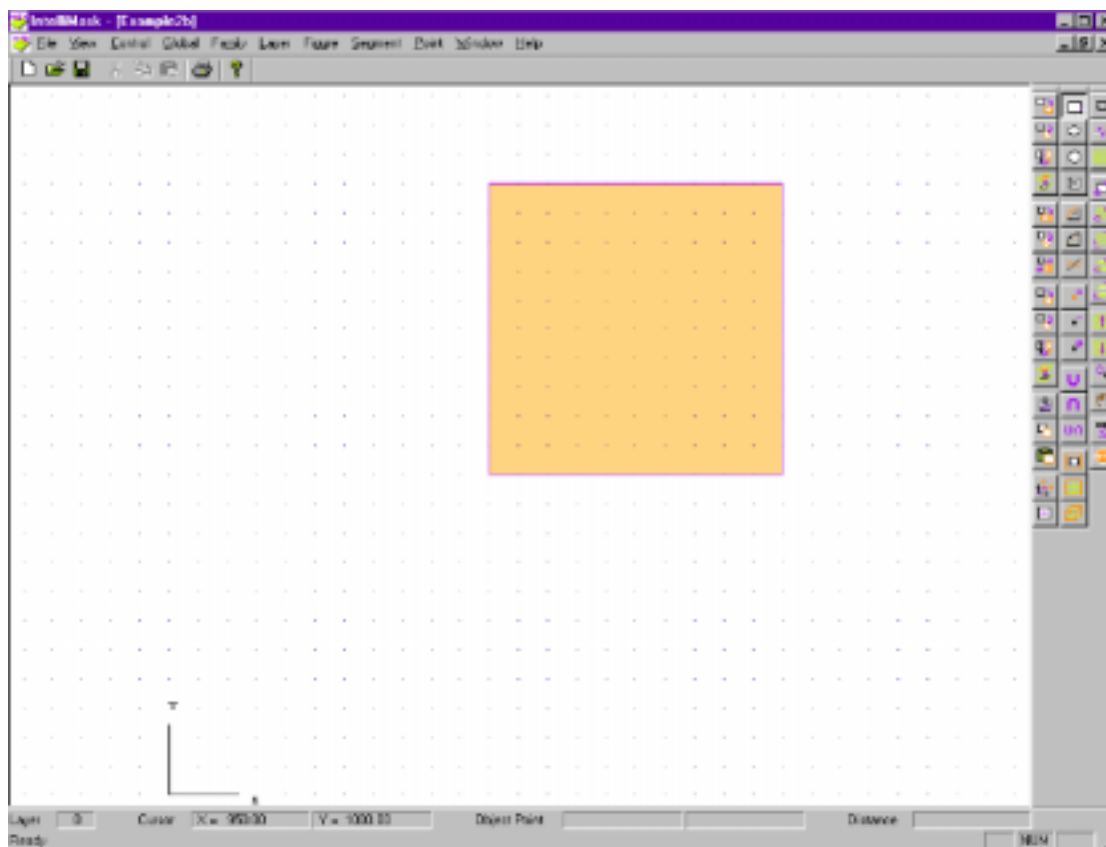 IntelliMask - [Example2b]
File View Control Global Family Layer Figure Segment Point Window Help
Y
X
Layer 0 Cursor X = 950.00 Y = 1000.00 Object Point Distance
Ready NUM